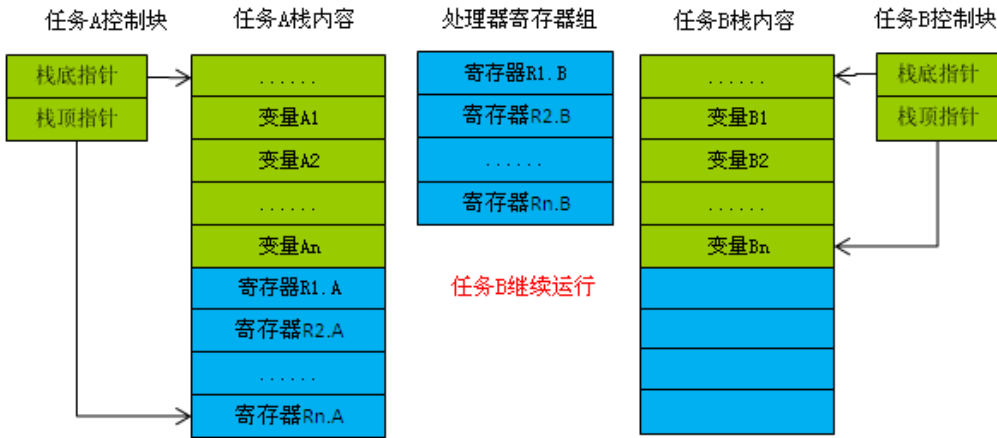 任务A控制块
任务A栈内容
处理器寄存器组
任务B栈内容
任务B控制块
栈底指针
栈顶指针
......
变量A1
变量A2
......
变量An
寄存器R1.A
寄存器R2.A
......
寄存器Rn.A
寄存器R1.B
寄存器R2.B
......
寄存器Rn.B
任务B继续运行
......
变量B1
变量B2
......
变量Bn
栈底指针
栈顶指针